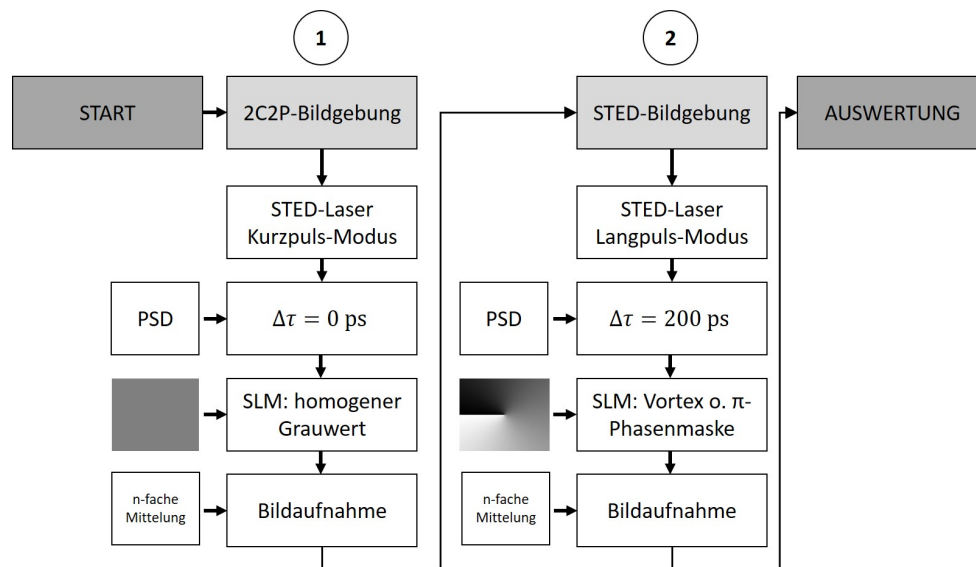 1
2
START
2C2P-Bildgebung
STED-Bildgebung
AUSWERTUNG
STED-Laser
Kurzpuls-Modus
STED-Laser
Langpuls-Modus
PSD
Δτ = 0 ps
PSD
Δτ = 200 ps
SLM: homogener
Grauwert
SLM: Vortex o. π-
Phasenmaske
n-fache
Mittelung
Bildaufnahme
n-fache
Mittelung
Bildaufnahme